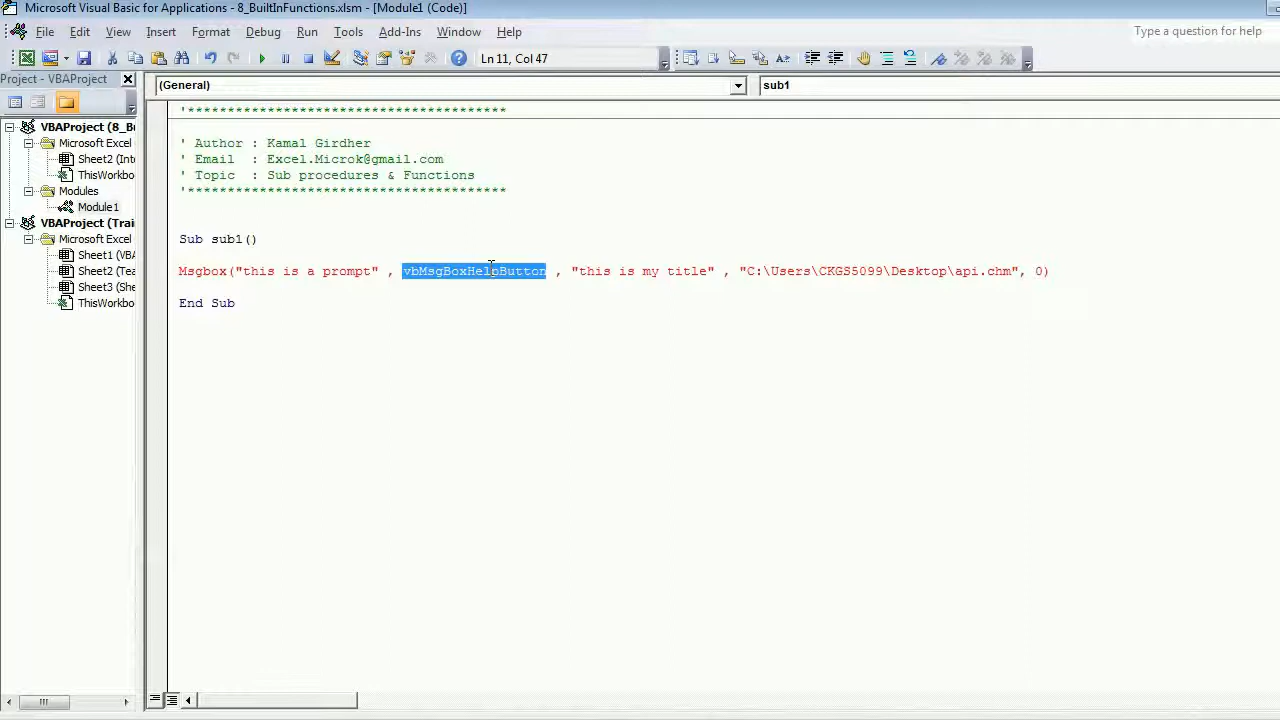 Microsoft Visual Basic for Applications - 8_BuiltInFunctions.xlsm - [Module1 (Code)]
File Edit View Insert Format Debug Run Tools Add-Ins Window Help
Type a question for help
Ln 11, Col 47
Project - VBAProject
(General)
sub1
VBAProject (8_B
Microsoft Excel
Sheet2 (Int
ThisWorkbo
Modules
Module1
VBAProject (Trai
Microsoft Excel
Sheet1 (VBA
Sheet2 (Tea
Sheet3 (She
ThisWorkbo
'****************************************
' Author : Kamal Girdher
' Email : Excel.Microk@gmail.com
' Topic : Sub procedures & Functions
'****************************************
Sub sub1()
Msgbox("this is a prompt" , vbMsgBoxHelpButton , "this is my title" , "C:\Users\CKGS5099\Desktop\api.chm", 0)
End Sub